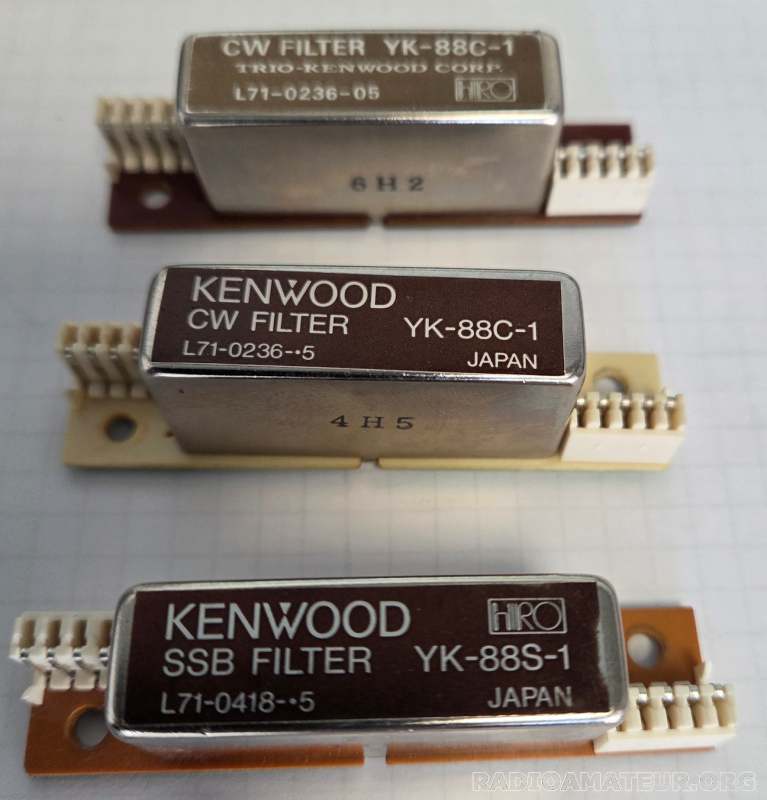 CW FILTER YK-88C-1
TRIO-KENWOOD CORP.
L71-0236-05 HIRO
6H2
KENWOOD
CW FILTER YK-88C-1
L71-0236-•5 JAPAN
4H5
KENWOOD HIRO
SSB FILTER YK-88S-1
L71-0418-•5 JAPAN
RADIOAMATEUR.ORG